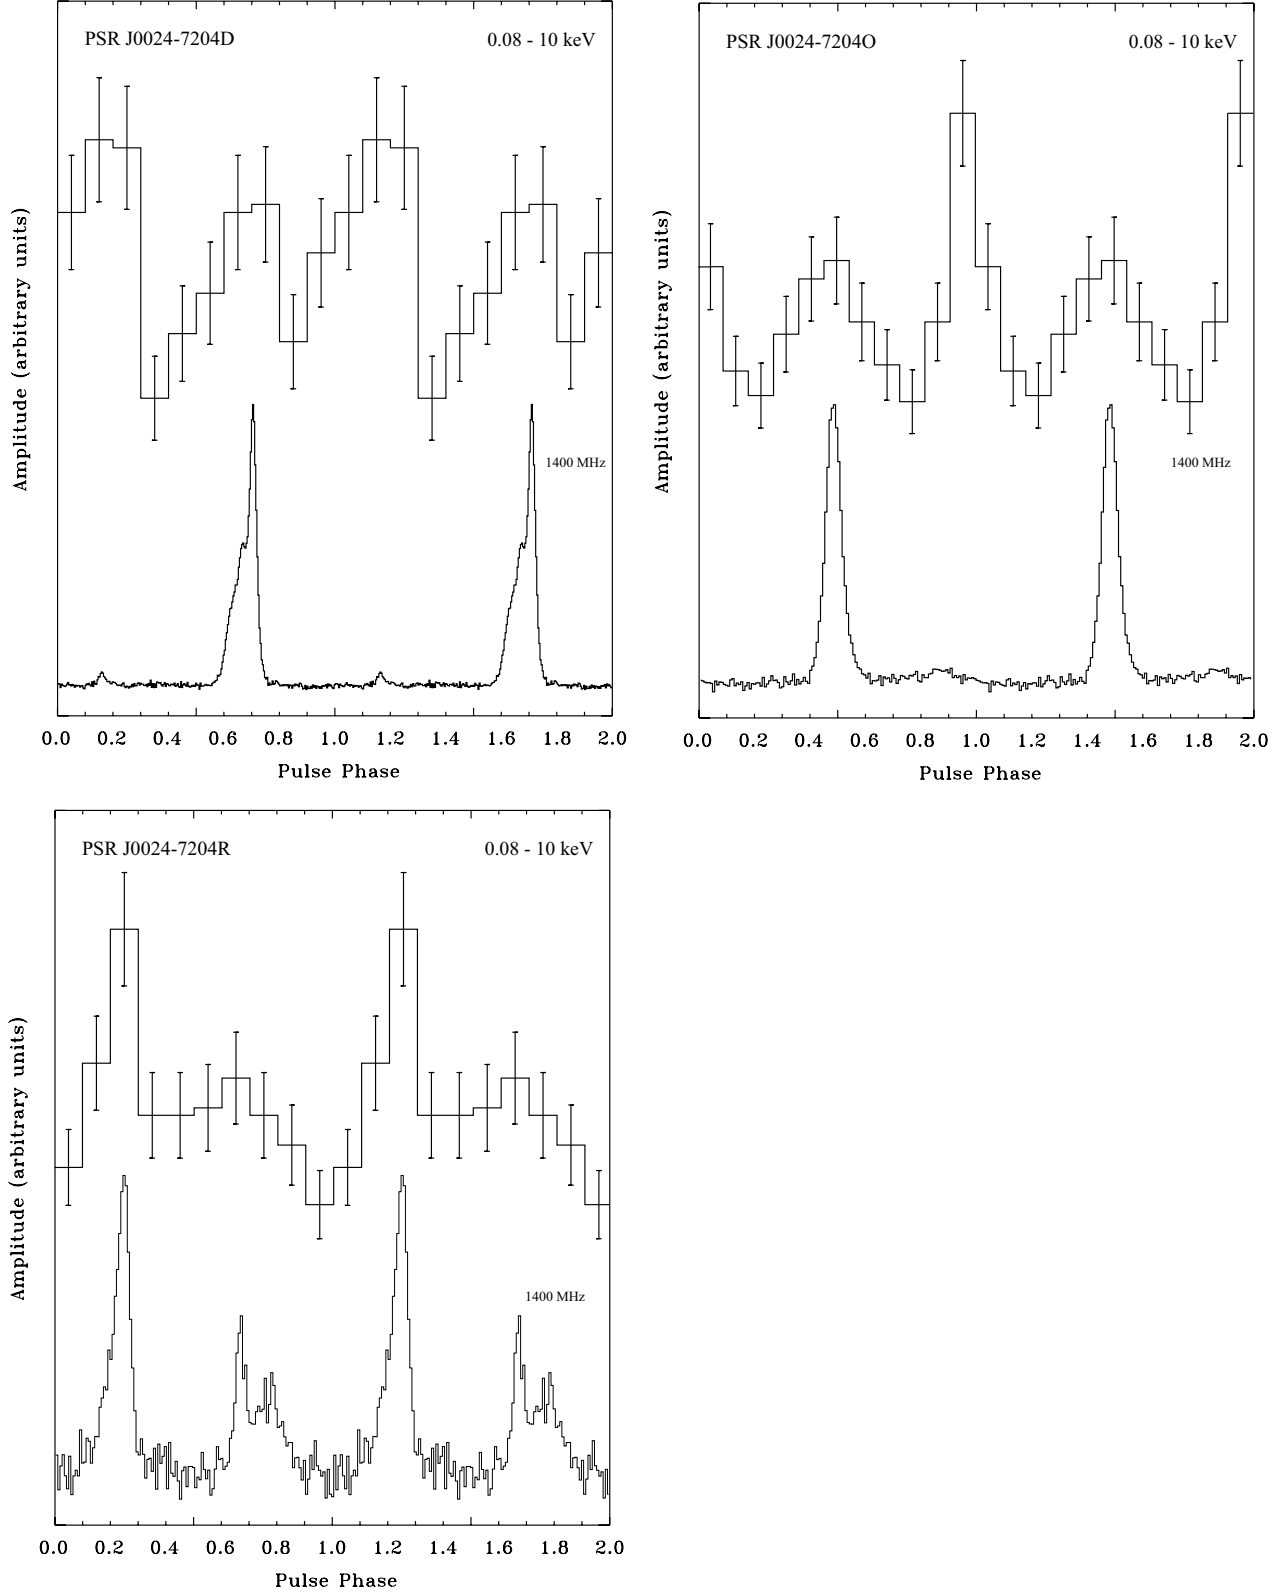 PSR J0024-7204D 0.08 - 10 keV
Amplitude (arbitrary units)
1400 MHz
0.0 0.2 0.4 0.6 0.8 1.0 1.2 1.4 1.6 1.8 2.0
Pulse Phase
PSR J0024-7204O 0.08 - 10 keV
Amplitude (arbitrary units)
1400 MHz
0.0 0.2 0.4 0.6 0.8 1.0 1.2 1.4 1.6 1.8 2.0
Pulse Phase
PSR J0024-7204R 0.08 - 10 keV
Amplitude (arbitrary units)
1400 MHz
0.0 0.2 0.4 0.6 0.8 1.0 1.2 1.4 1.6 1.8 2.0
Pulse Phase